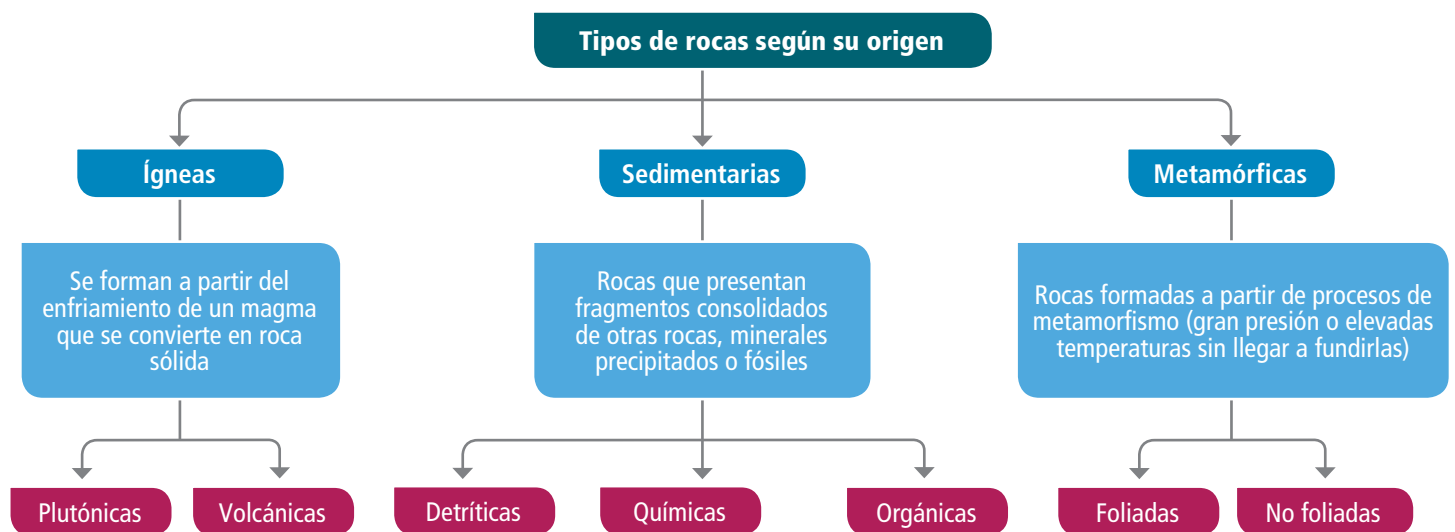 Tipos de rocas según su origen
Ígneas
Sedimentarias
Metamórficas
Se forman a partir del
enfriamiento de un magma
que se convierte en roca
sólida
Rocas que presentan
fragmentos consolidados
de otras rocas, minerales
precipitados o fósiles
Rocas formadas a partir de procesos de
metamorfismo (gran presión o elevadas
temperaturas sin llegar a fundirlas)
Plutónicas
Volcánicas
Detríticas
Químicas
Orgánicas
Foliadas
No foliadas